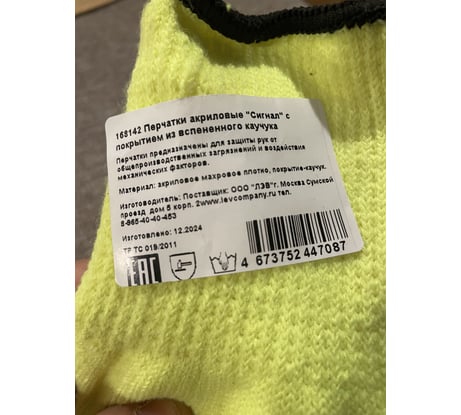 168142 Перчатки акриловые "Сигнал" с
покрытием из вспененного каучука
Перчатки предназначены для защиты рук от
общепроизводственных загрязнений и воздействия
механических факторов.
Материал: акриловое махровое плотно, покрытие-каучук.
Изготовитель: Поставщик: ООО "ЛЭВ"г. Москва Сумской
проезд дом 5 корп. 2www.levcompany.ru тел.
8-965-40-40-453
Изготовлено: 12.2024
ТР ТС 019/2011
EAC
4 673752 447087